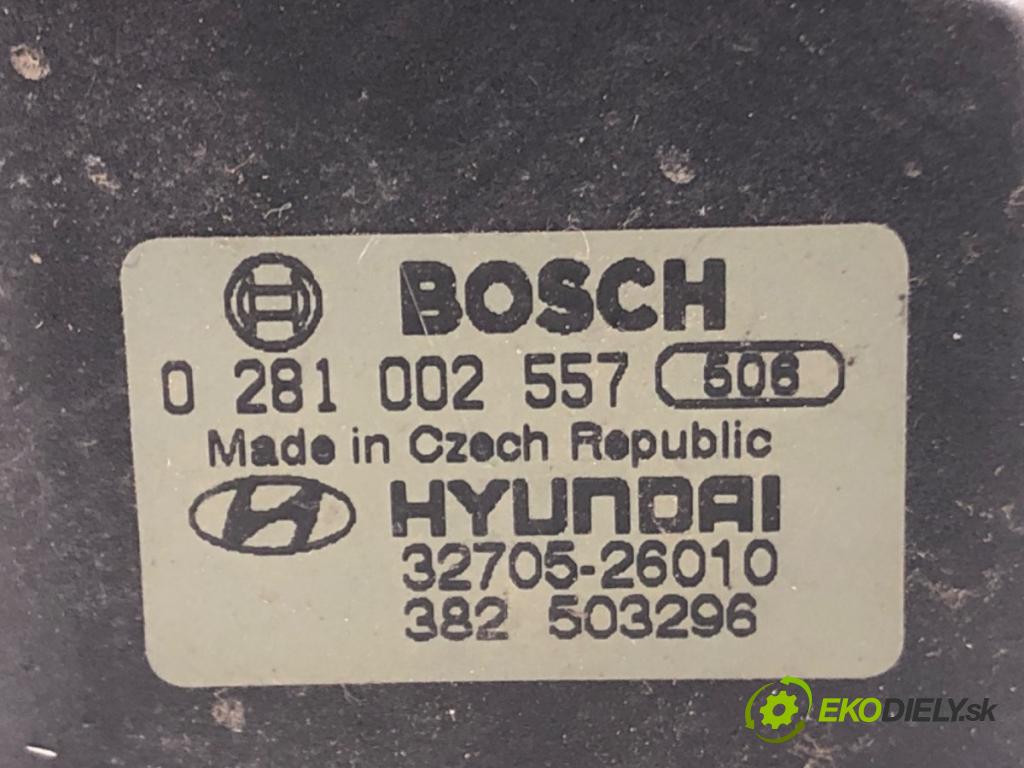 BOSCH
0 281 002 557 506
Made in Czech Republic
HYUNDAI
32705-26010
382 503296
EKODIELY.sk